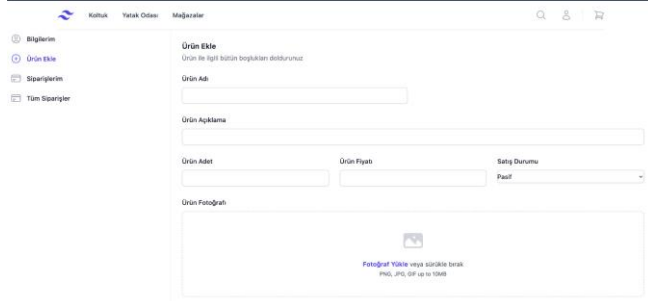 Koltuk Yatak Odası Mağazalar
Bilgilerim
Ürün Ekle
Siparişlerim
Tüm Siparişler
Ürün Ekle
Ürün ile ilgili bütün boşlukları doldurunuz
Ürün Adı
Ürün Açıklama
Ürün Adet Ürün Fiyatı Satış Durumu
Pasif
Ürün Fotoğrafı
Fotoğraf Yükle veya sürükle bırak
PNG, JPG, GIF up to 10MB